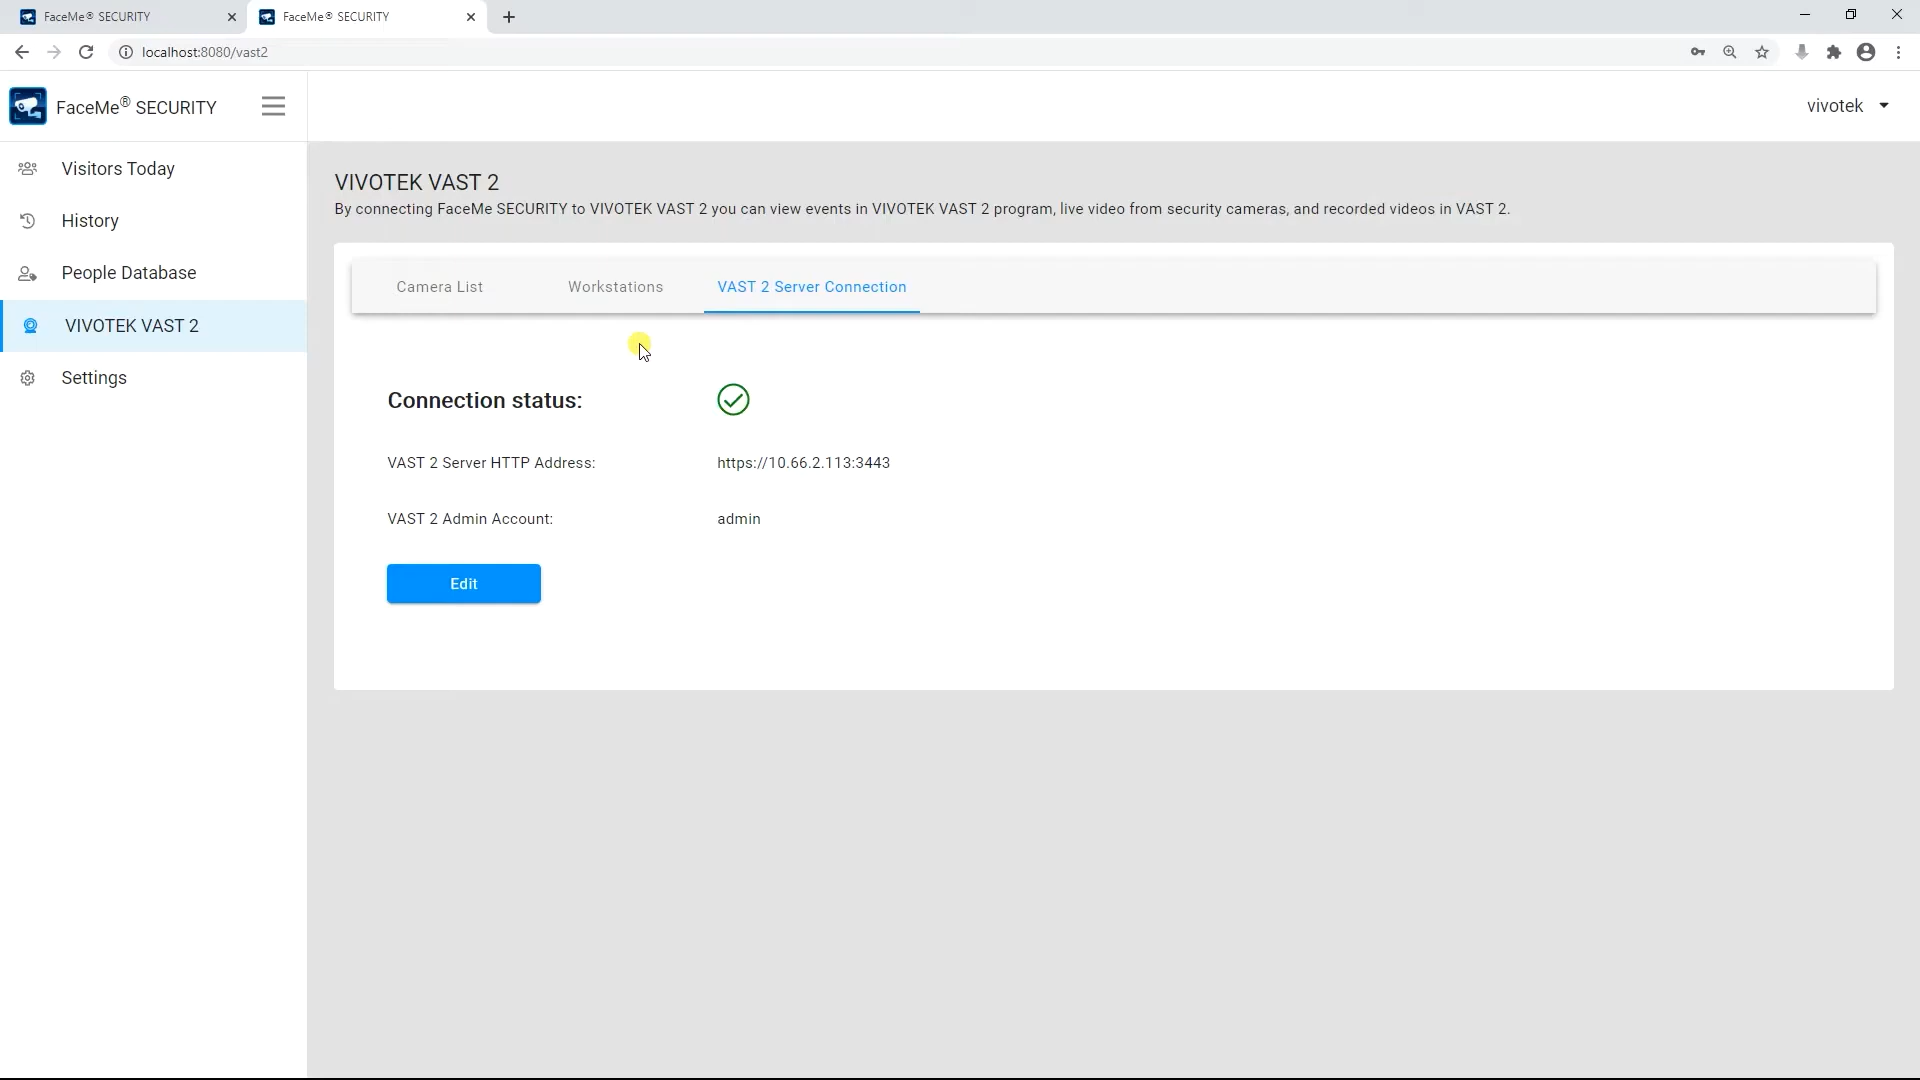 FaceMe® SECURITY
FaceMe® SECURITY
localhost:8080/vast2
FaceMe® SECURITY
vivotek
Visitors Today
History
People Database
VIVOTEK VAST 2
Settings
VIVOTEK VAST 2
By connecting FaceMe SECURITY to VIVOTEK VAST 2 you can view events in VIVOTEK VAST 2 program, live video from security cameras, and recorded videos in VAST 2.
Camera List
Workstations
VAST 2 Server Connection
Connection status:
VAST 2 Server HTTP Address:
https://10.66.2.113:3443
VAST 2 Admin Account:
admin
Edit